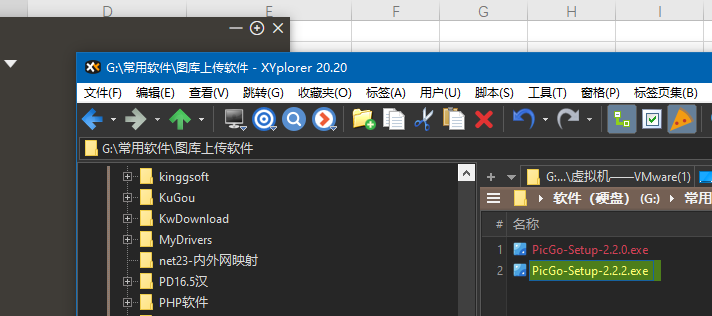 D E F G H I
G:\常用软件\图库上传软件 - XYplorer 20.20
文件(F) 编辑(E) 查看(V) 跳转(G) 收藏夹(O) 标签(A) 用户(U) 脚本(S) 工具(T) 窗格(P) 标签页集(B)
G:\常用软件\图库上传软件
kinggsoft
KuGou
KwDownload
MyDrivers
net23-内外网映射
PD16.5汉
PHP软件
G:...\虚拟机——VMware(1)
软件（硬盘） (G:) 常用
# 名称
1 PicGo-Setup-2.2.0.exe
2 PicGo-Setup-2.2.2.exe